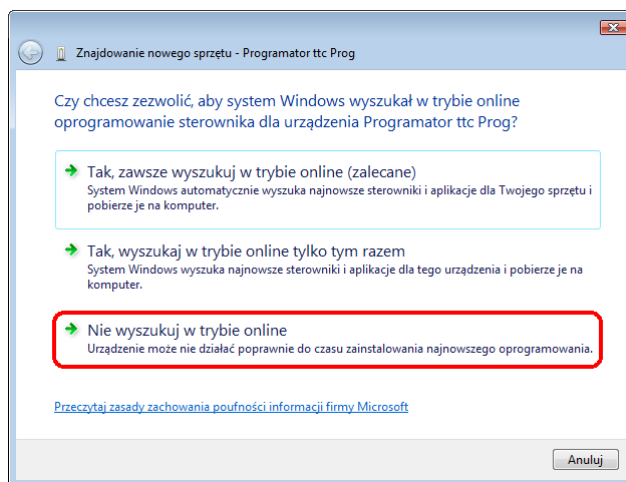 Znajdowanie nowego sprzętu - Programator ttc Prog
Czy chcesz zezwolić, aby system Windows wyszukał w trybie online
oprogramowanie sterownika dla urządzenia Programator ttc Prog?
Tak, zawsze wyszukuj w trybie online (zalecane)
System Windows automatycznie wyszuka najnowsze sterowniki i aplikacje dla Twojego sprzętu i
pobierze je na komputer.
Tak, wyszukaj w trybie online tylko tym razem
System Windows wyszuka najnowsze sterowniki i aplikacje dla tego urządzenia i pobierze je na
komputer.
Nie wyszukuj w trybie online
Urządzenie może nie działać poprawnie do czasu zainstalowania najnowszego oprogramowania.
Przeczytaj zasady zachowania poufności informacji firmy Microsoft
Anuluj